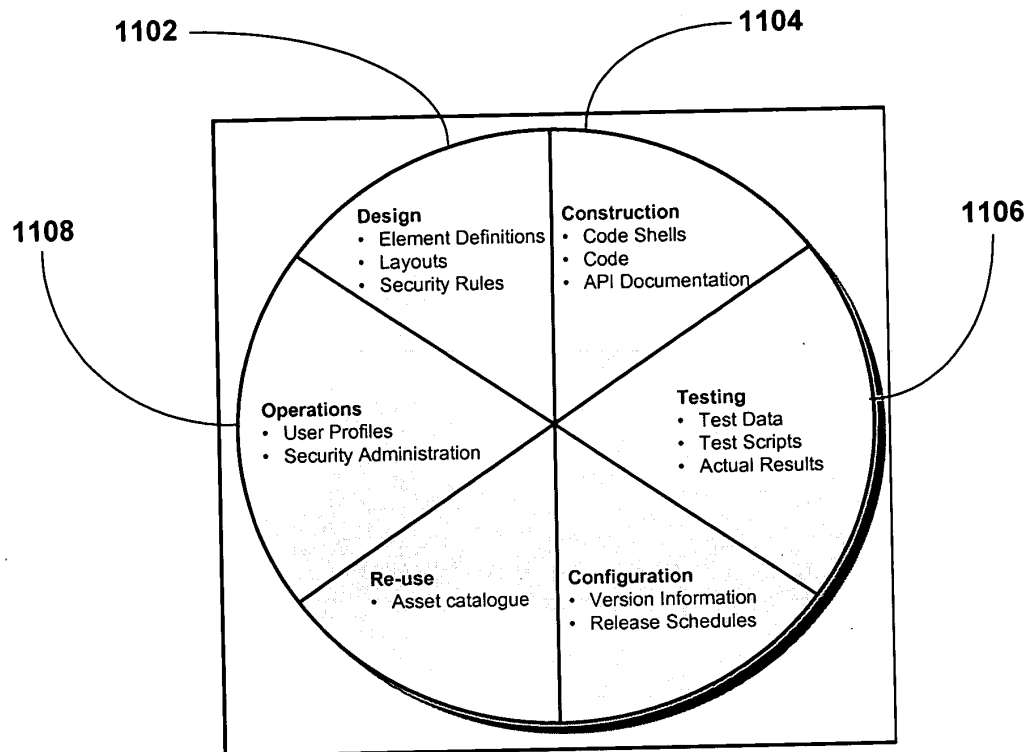 1102
1104
1106
1108
Design
• Element Definitions
• Layouts
• Security Rules
Construction
• Code Shells
• Code
• API Documentation
Testing
• Test Data
• Test Scripts
• Actual Results
Operations
• User Profiles
• Security Administration
Re-use
• Asset catalogue
Configuration
• Version Information
• Release Schedules